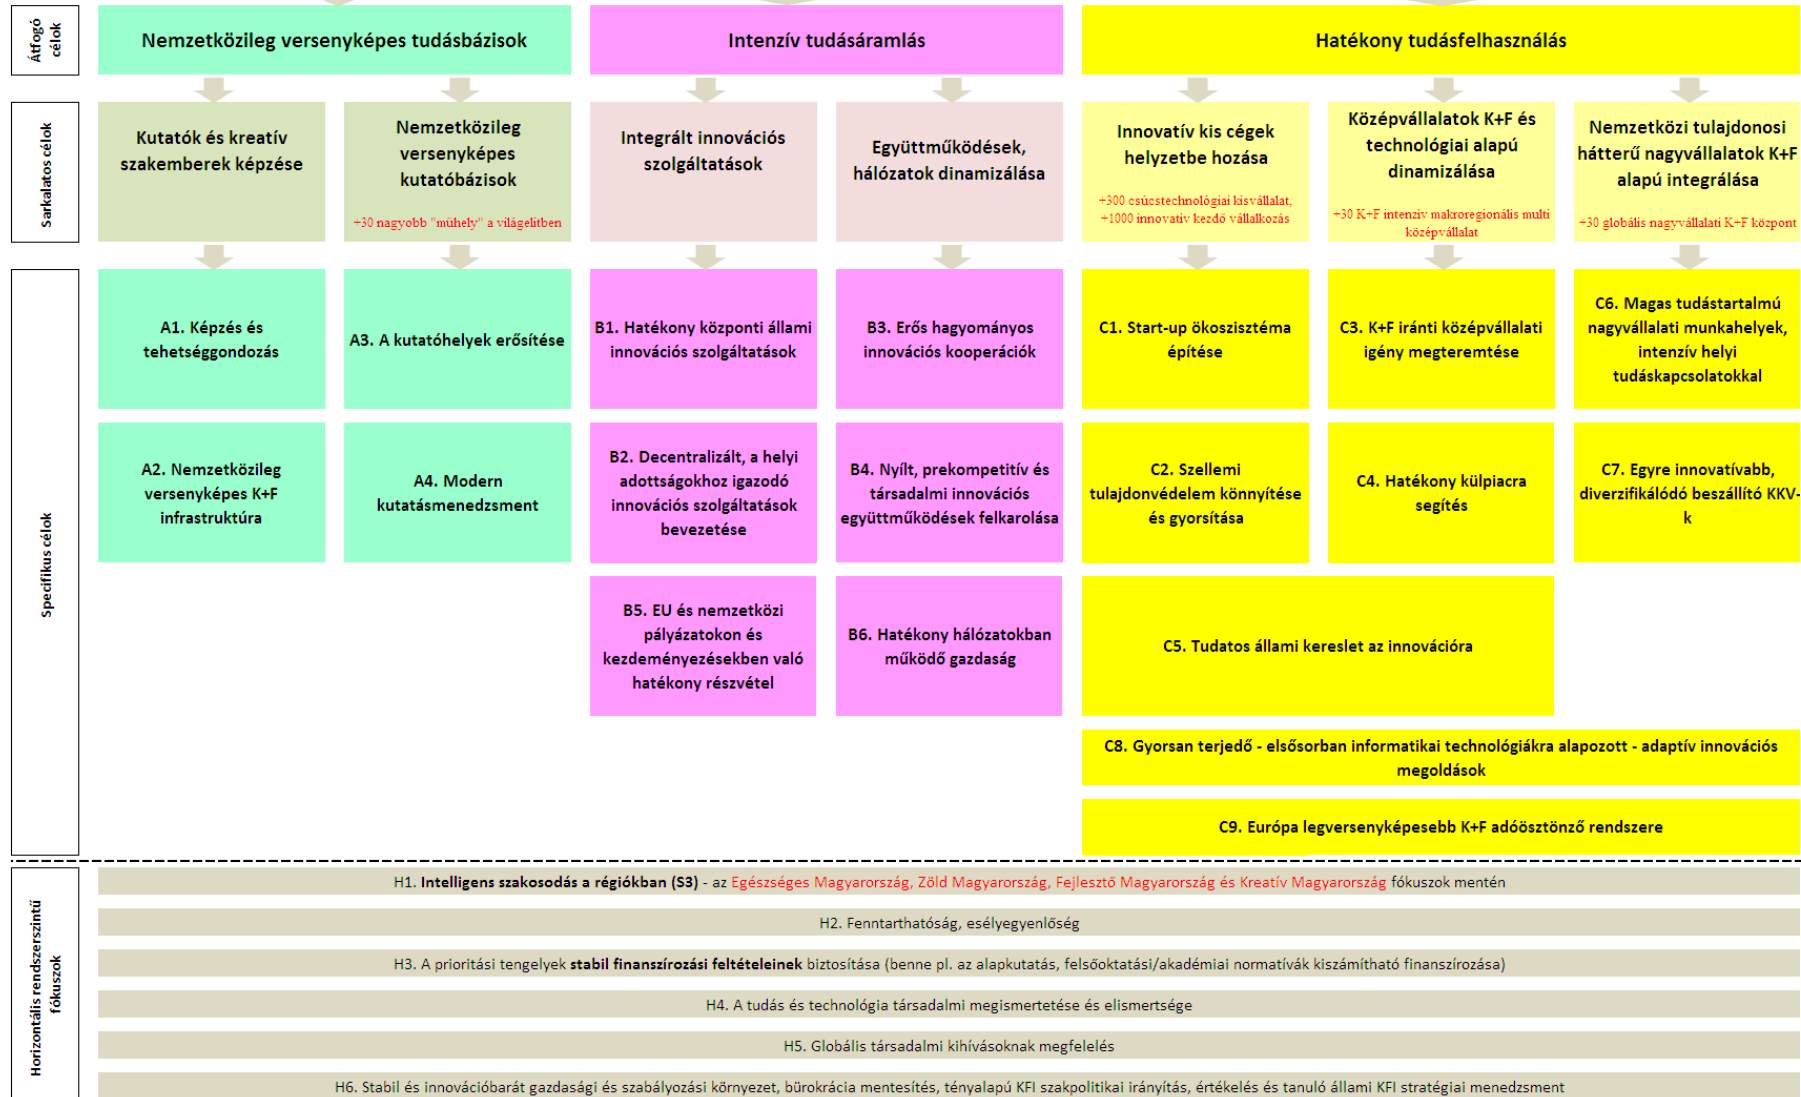 Átfogó
célok
Nemzetközileg versenyképes tudásbázisok
Intenzív tudásáramlás
Hatékony tudásfelhasználás
Sarkalatos célok
Kutatók és kreatív
szakemberek képzése
Nemzetközileg
versenyképes
kutatóbázisok
+30 nagyobb "műhely" a világelitben
Integrált innovációs
szolgáltatások
Együttműködések,
hálózatok dinamizálása
Innovatív kis cégek
helyzetbe hozása
+300 csúcstechnológiai kisvállalat,
+1000 innovatív kezdő vállalkozás
Középvállalatok K+F és
technológiai alapú
dinamizálása
+30 K+F intenzív makroregionális multi
középvállalat
Nemzetközi tulajdonosi
hátterű nagyvállalatok K+F
alapú integrálása
+30 globális nagyvállalati K+F központ
Specifikus célok
A1. Képzés és
tehetséggondozás
A3. A kutatóhelyek erősítése
B1. Hatékony központi állami
innovációs szolgáltatások
B3. Erős hagyományos
innovációs kooperációk
C1. Start-up ökoszisztéma
építése
C3. K+F iránti középvállalati
igény megteremtése
C6. Magas tudástartalmú
nagyvállalati munkahelyek,
intenzív helyi
tudáskapcsolatokkal
A2. Nemzetközileg
versenyképes K+F
infrastruktúra
A4. Modern
kutatásmenedzsment
B2. Decentralizált, a helyi
adottságokhoz igazodó
innovációs szolgáltatások
bevezetése
B4. Nyílt, prekompetitív és
társadalmi innovációs
együttműködések felkarolása
C2. Szellemi
tulajdonvédelem könnyítése
és gyorsítása
C4. Hatékony külpiacra
segítés
C7. Egyre innovatívabb,
diverzifikálódó beszállító KKV-
k
B5. EU és nemzetközi
pályázatokon és
kezdeményezésekben való
hatékony részvétel
B6. Hatékony hálózatokban
működő gazdaság
C5. Tudatos állami kereslet az innovációra
C8. Gyorsan terjedő - elsősorban informatikai technológiákra alapozott - adaptív innovációs
megoldások
C9. Európa legversenyképesebb K+F adóösztönző rendszere
Horizontális rendszerszintű
fókuszok
H1. Intelligens szakosodás a régiókban (S3) - az Egészséges Magyarország, Zöld Magyarország, Fejlesztő Magyarország és Kreatív Magyarország fókuszok mentén
H2. Fenntarthatóság, esélyegyenlőség
H3. A prioritási tengelyek stabil finanszírozási feltételeinek biztosítása (benne pl. az alapkutatás, felsőoktatási/akadémiai normatívák kiszámítható finanszírozása)
H4. A tudás és technológia társadalmi megismertetése és elismertsége
H5. Globális társadalmi kihívásoknak megfelelés
H6. Stabil és innovációbarát gazdasági és szabályozási környezet, bürokrácia mentesítés, tényalapú KFI szakpolitikai irányítás, értékelés és tanuló állami KFI stratégiai menedzsment